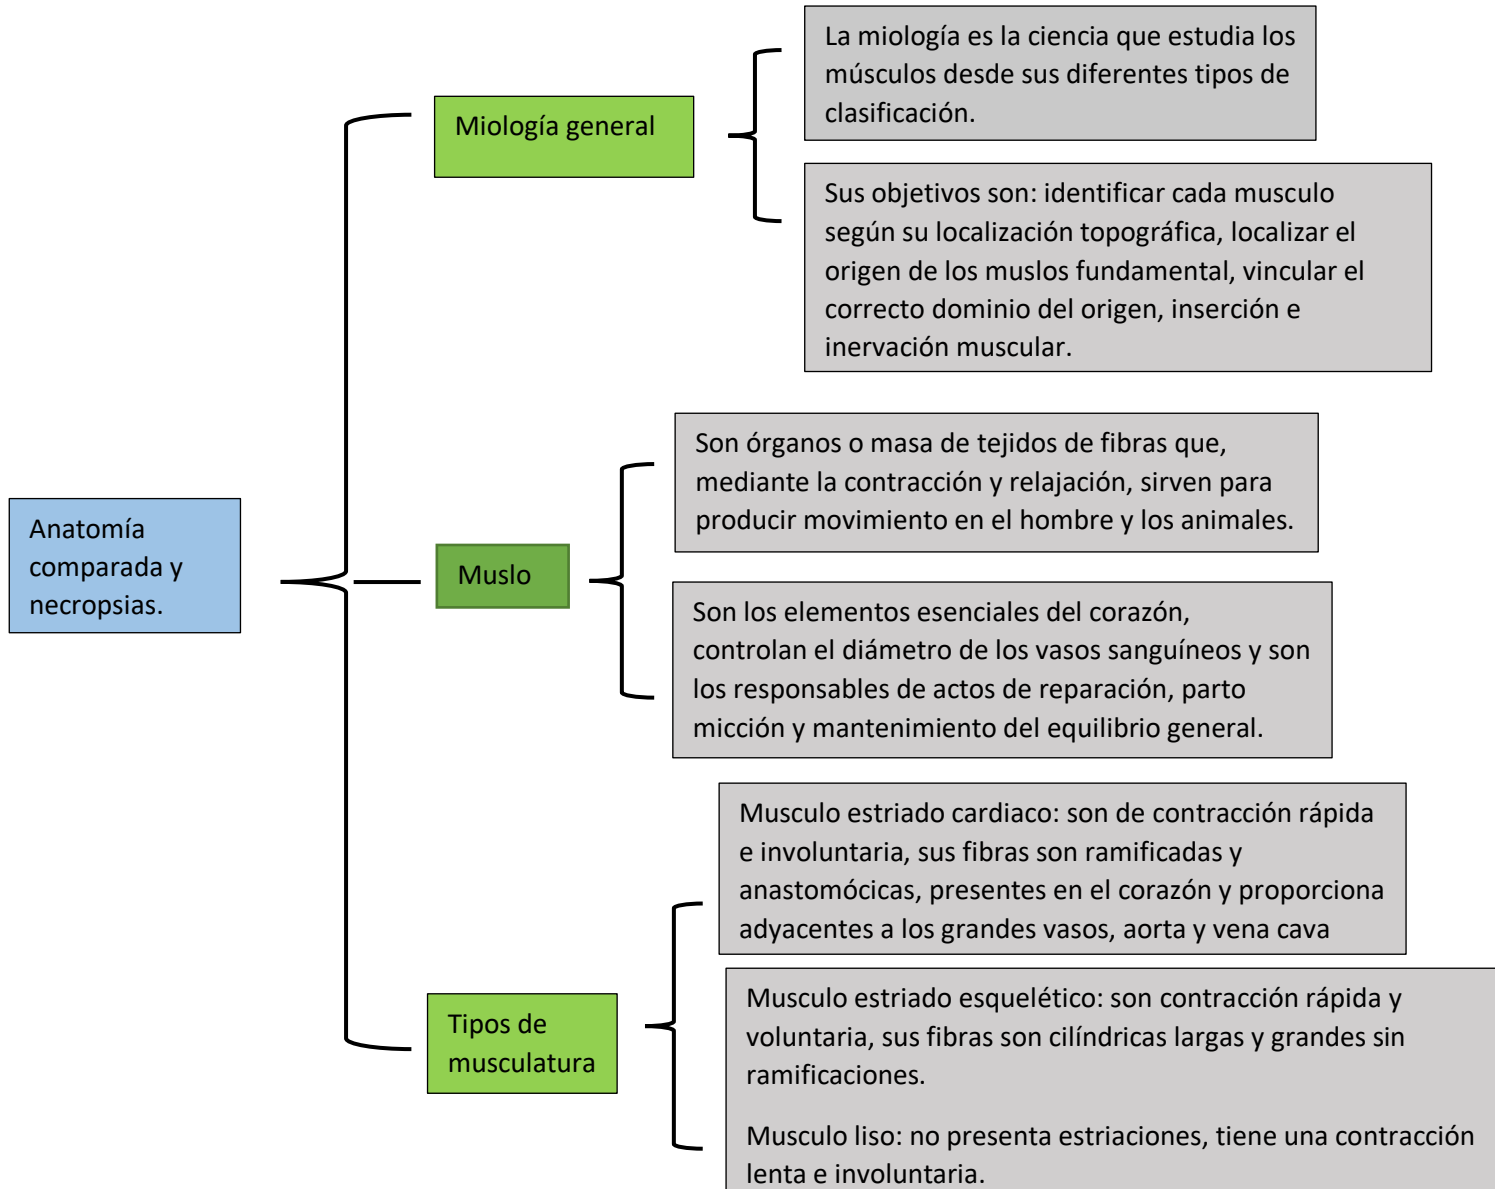 Anatomía
comparada y
necropsias.
Miología general
La miología es la ciencia que estudia los
músculos desde sus diferentes tipos de
clasificación.
Sus objetivos son: identificar cada musculo
según su localización topográfica, localizar el
origen de los muslos fundamental, vincular el
correcto dominio del origen, inserción e
inervación muscular.
Muslo
Son órganos o masa de tejidos de fibras que,
mediante la contracción y relajación, sirven para
producir movimiento en el hombre y los animales.
Son los elementos esenciales del corazón,
controlan el diámetro de los vasos sanguíneos y son
los responsables de actos de reparación, parto
micción y mantenimiento del equilibrio general.
Tipos de
musculatura
Musculo estriado cardiaco: son de contracción rápida
e involuntaria, sus fibras son ramificadas y
anastomócicas, presentes en el corazón y proporciona
adyacentes a los grandes vasos, aorta y vena cava
Musculo estriado esquelético: son contracción rápida y
voluntaria, sus fibras son cilíndricas largas y grandes sin
ramificaciones.
Musculo liso: no presenta estriaciones, tiene una contracción
lenta e involuntaria.